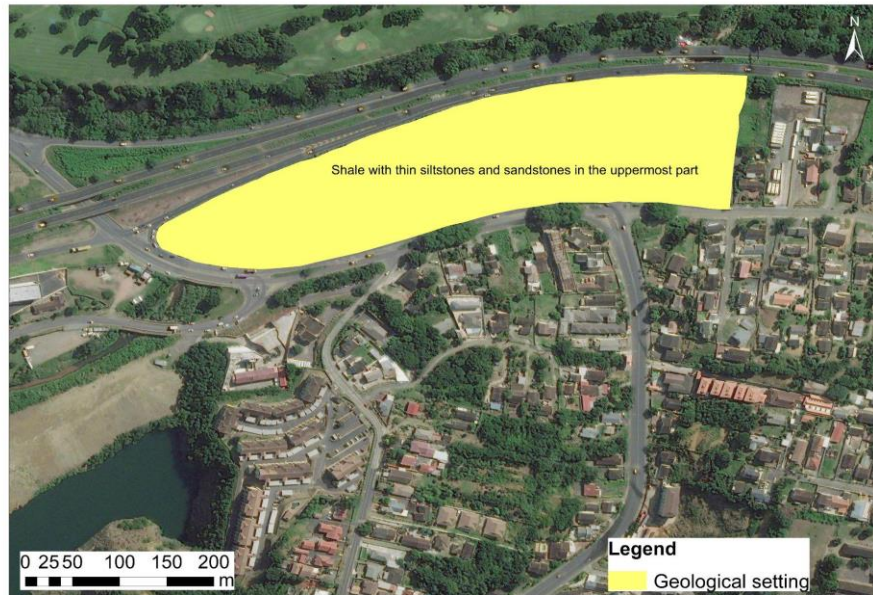 N
Shale with thin siltstones and sandstones in the uppermost part
0 25 50 100 150 200
m
Legend
Geological setting